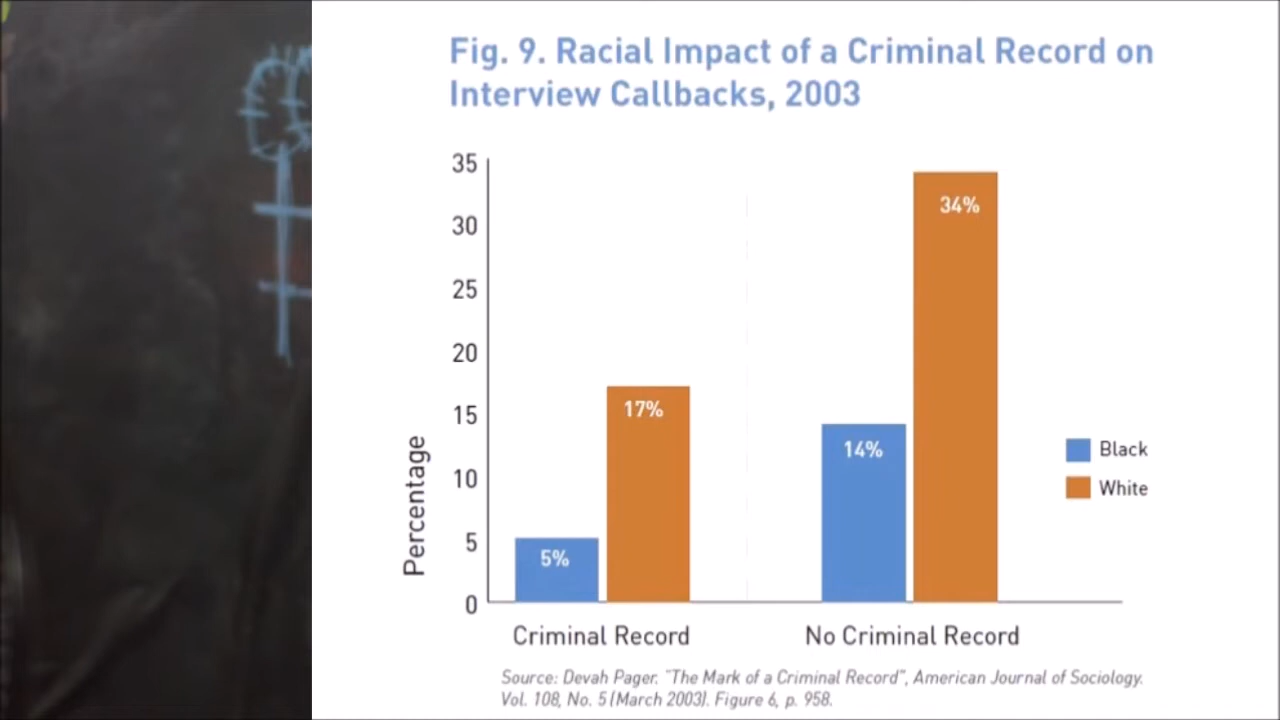 Fig. 9. Racial Impact of a Criminal Record on
Interview Callbacks, 2003
35
30
25
20
15
10
5
0
Percentage
5%
17%
14%
34%
Black
White
Criminal Record
No Criminal Record
Source: Devah Pager. "The Mark of a Criminal Record", American Journal of Sociology.
Vol. 108, No. 5 (March 2003). Figure 6, p. 958.